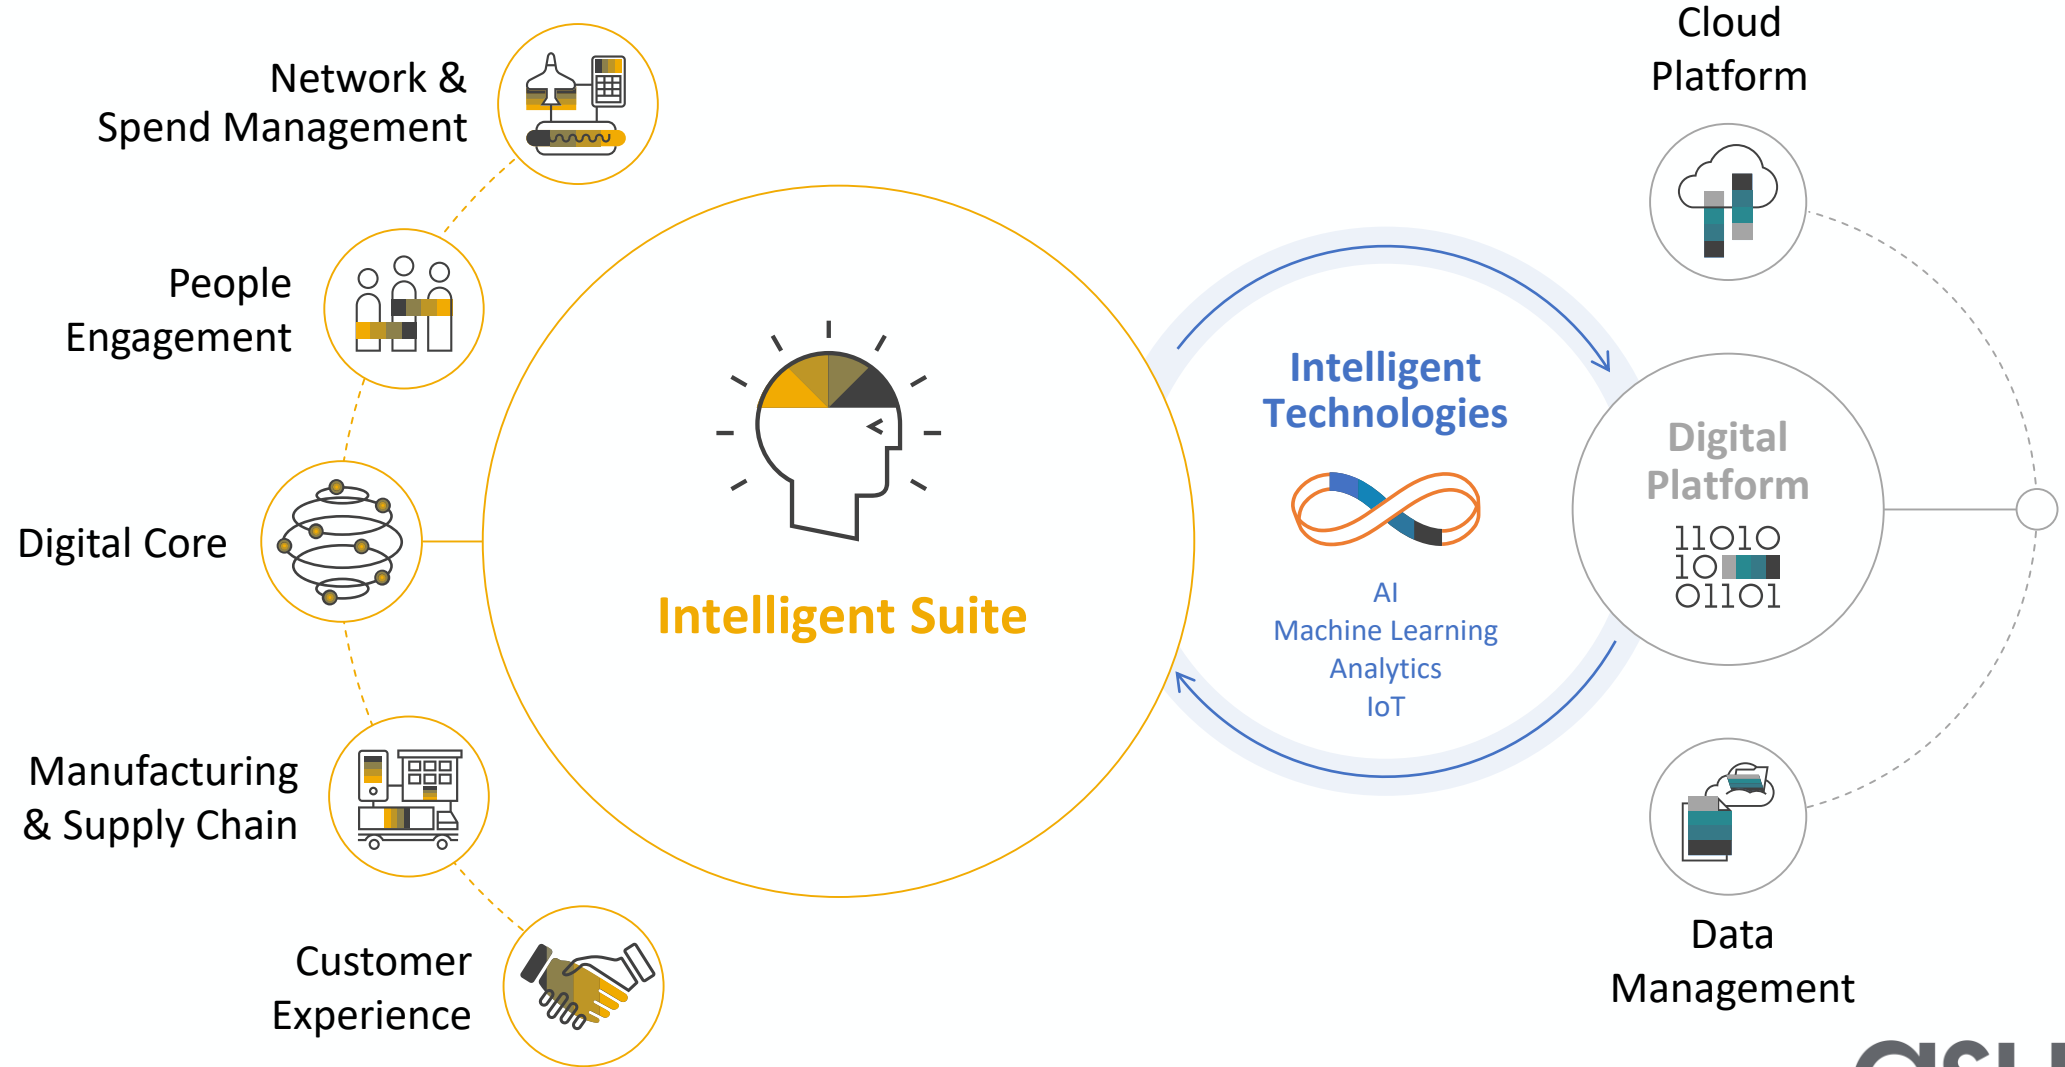 Network &
Spend Management
People
Engagement
Digital Core
Manufacturing
& Supply Chain
Customer
Experience
Intelligent Suite
Intelligent
Technologies
AI
Machine Learning
Analytics
IoT
Cloud
Platform
Digital
Platform
11010
10
01101
Data
Management